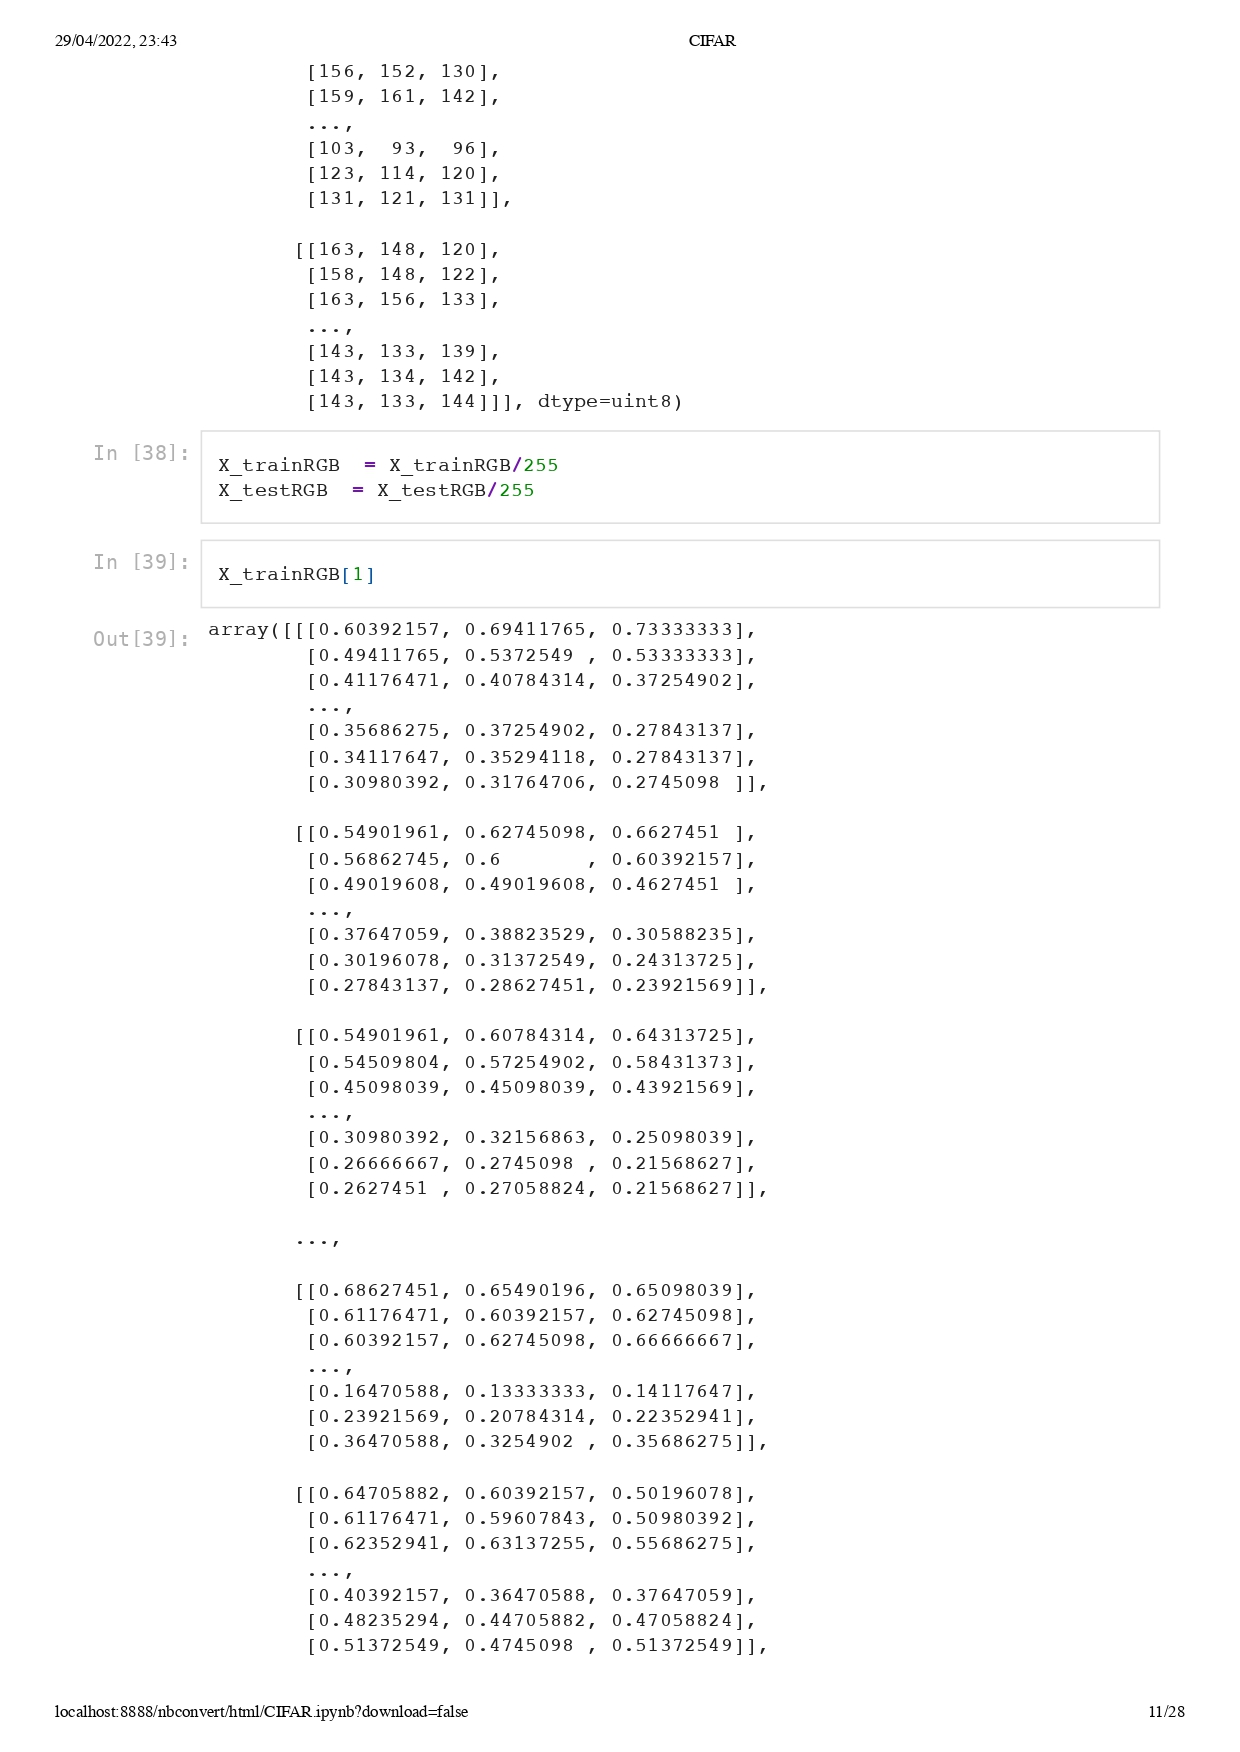 29/04/2022, 23:43 CIFAR
[156, 152, 130],
[159, 161, 142],
...,
[103,  93,  96],
[123, 114, 120],
[131, 121, 131]],
[[163, 148, 120],
[158, 148, 122],
[163, 156, 133],
...,
[143, 133, 139],
[143, 134, 142],
[143, 133, 144]]], dtype=uint8)
In [38]:
X_trainRGB  = X_trainRGB/255
X_testRGB  = X_testRGB/255
In [39]:
X_trainRGB[1]
Out[39]: array([[[0.60392157, 0.69411765, 0.73333333],
[0.49411765, 0.5372549 , 0.53333333],
[0.41176471, 0.40784314, 0.37254902],
...,
[0.35686275, 0.37254902, 0.27843137],
[0.34117647, 0.35294118, 0.27843137],
[0.30980392, 0.31764706, 0.2745098 ]],
[[0.54901961, 0.62745098, 0.6627451 ],
[0.56862745, 0.6       , 0.60392157],
[0.49019608, 0.49019608, 0.4627451 ],
...,
[0.37647059, 0.38823529, 0.30588235],
[0.30196078, 0.31372549, 0.24313725],
[0.27843137, 0.28627451, 0.23921569]],
[[0.54901961, 0.60784314, 0.64313725],
[0.54509804, 0.57254902, 0.58431373],
[0.45098039, 0.45098039, 0.43921569],
...,
[0.30980392, 0.32156863, 0.25098039],
[0.26666667, 0.2745098 , 0.21568627],
[0.2627451 , 0.27058824, 0.21568627]],
...,
[[0.68627451, 0.65490196, 0.65098039],
[0.61176471, 0.60392157, 0.62745098],
[0.60392157, 0.62745098, 0.66666667],
...,
[0.16470588, 0.13333333, 0.14117647],
[0.23921569, 0.20784314, 0.22352941],
[0.36470588, 0.3254902 , 0.35686275]],
[[0.64705882, 0.60392157, 0.50196078],
[0.61176471, 0.59607843, 0.50980392],
[0.62352941, 0.63137255, 0.55686275],
...,
[0.40392157, 0.36470588, 0.37647059],
[0.48235294, 0.44705882, 0.47058824],
[0.51372549, 0.4745098 , 0.51372549]],
localhost:8888/nbconvert/html/CIFAR.ipynb?download=false 11/28